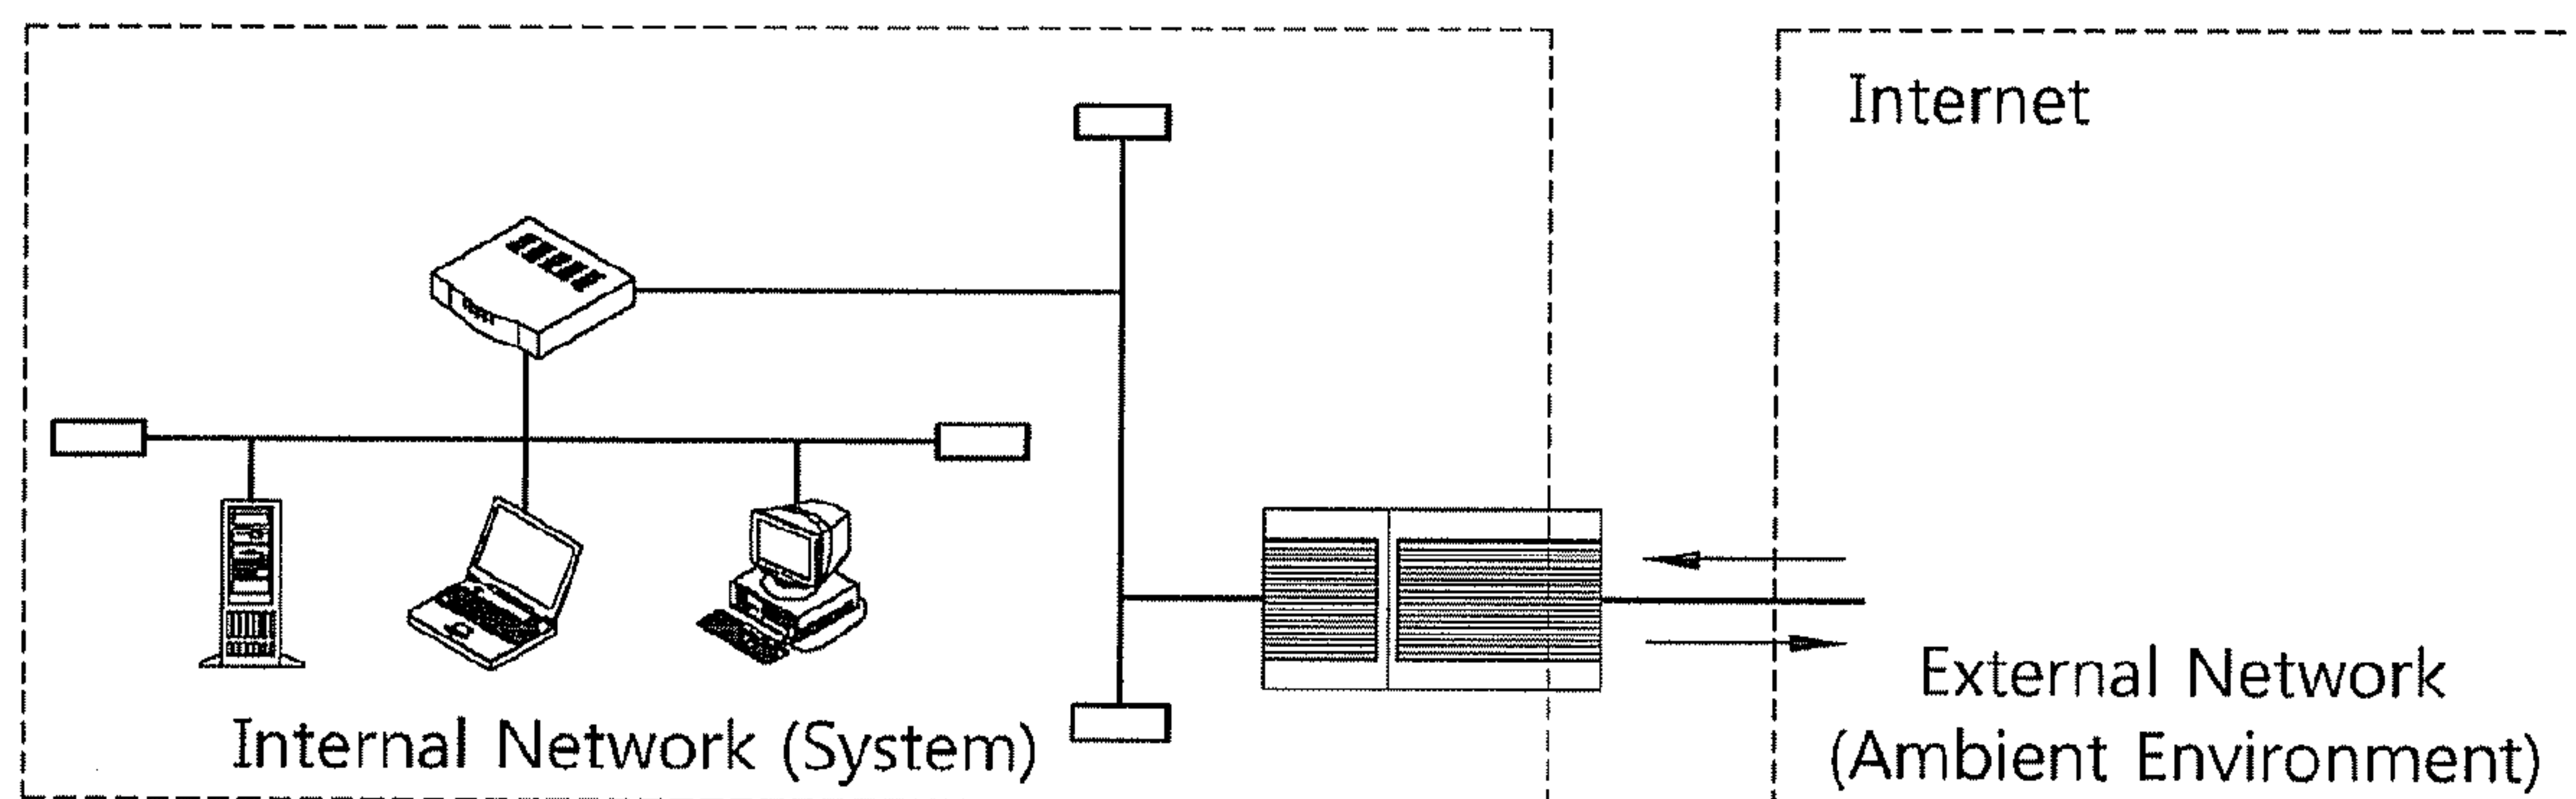 Internet
Internal Network (System)
External Network
(Ambient Environment)